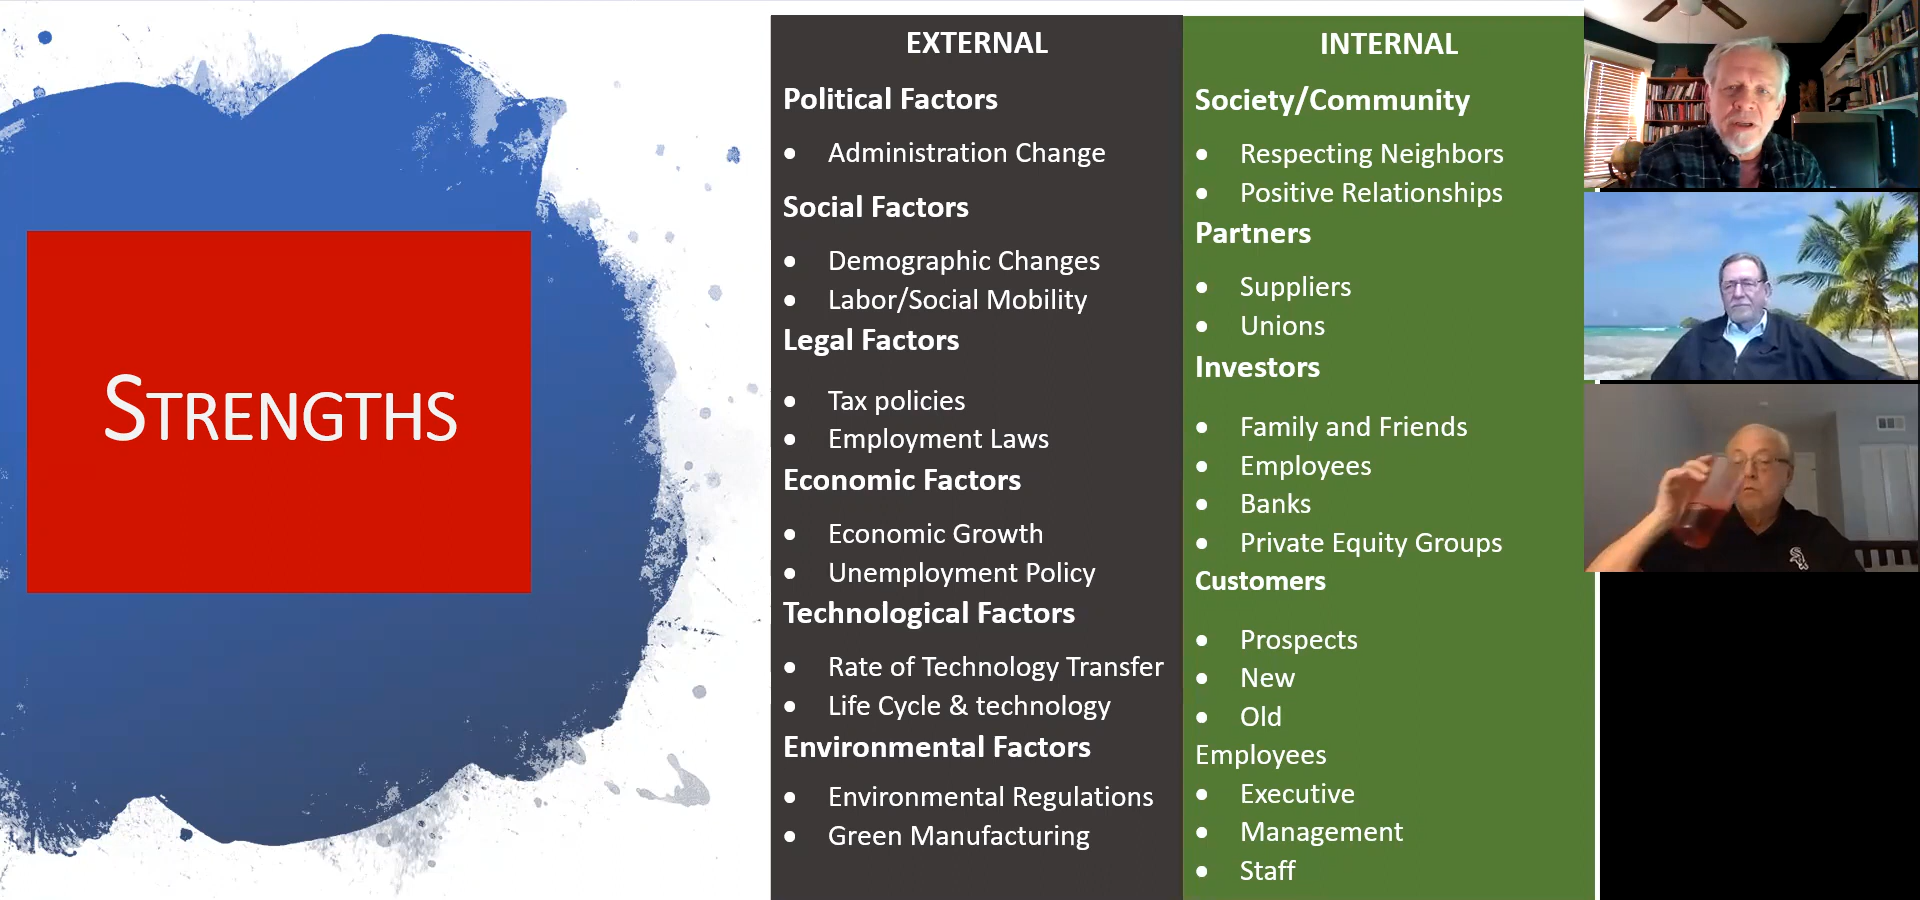 STRENGTHS
EXTERNAL
Political Factors
• Administration Change
Social Factors
• Demographic Changes
• Labor/Social Mobility
Legal Factors
• Tax policies
• Employment Laws
Economic Factors
• Economic Growth
• Unemployment Policy
Technological Factors
• Rate of Technology Transfer
• Life Cycle & technology
Environmental Factors
• Environmental Regulations
• Green Manufacturing
INTERNAL
Society/Community
• Respecting Neighbors
• Positive Relationships
Partners
• Suppliers
• Unions
Investors
• Family and Friends
• Employees
• Banks
• Private Equity Groups
Customers
• Prospects
• New
• Old
Employees
• Executive
• Management
• Staff